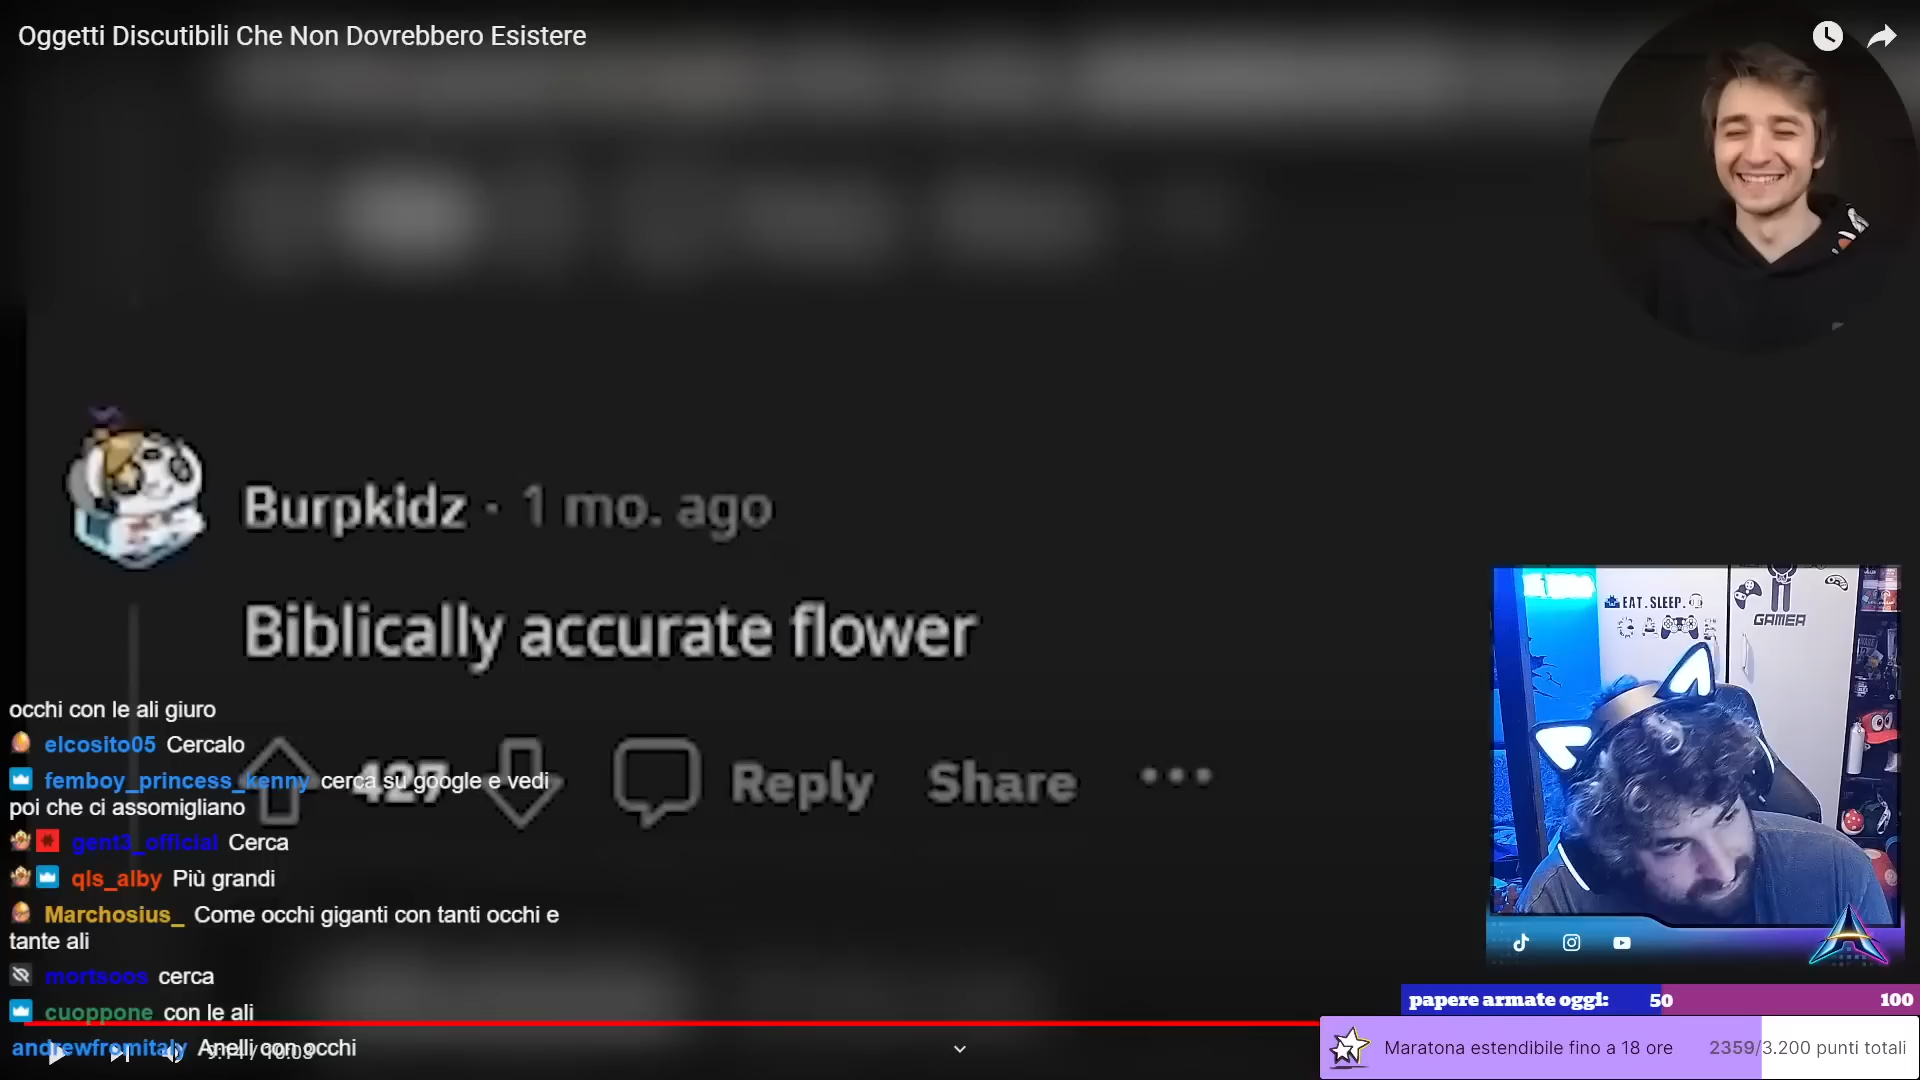 Oggetti Discutibili Che Non Dovrebbero Esistere
Burpkidz · 1 mo. ago
Biblically accurate flower
427 Reply Share
occhi con le ali giuro
elcosito05 Cercalo
femboy_princess_kenny cerca su google e vedi
poi che ci assomigliano
gent3_official Cerca
qls_alby Più grandi
Marchosius_ Come occhi giganti con tanti occhi e
tante ali
mortsoos cerca
cuoppone con le ali
andrewfromitaly Anelli con occhi
EAT.SLEEP.
GAMER
papere armate oggi: 50 100
Maratona estendibile fino a 18 ore 2359/3.200 punti totali